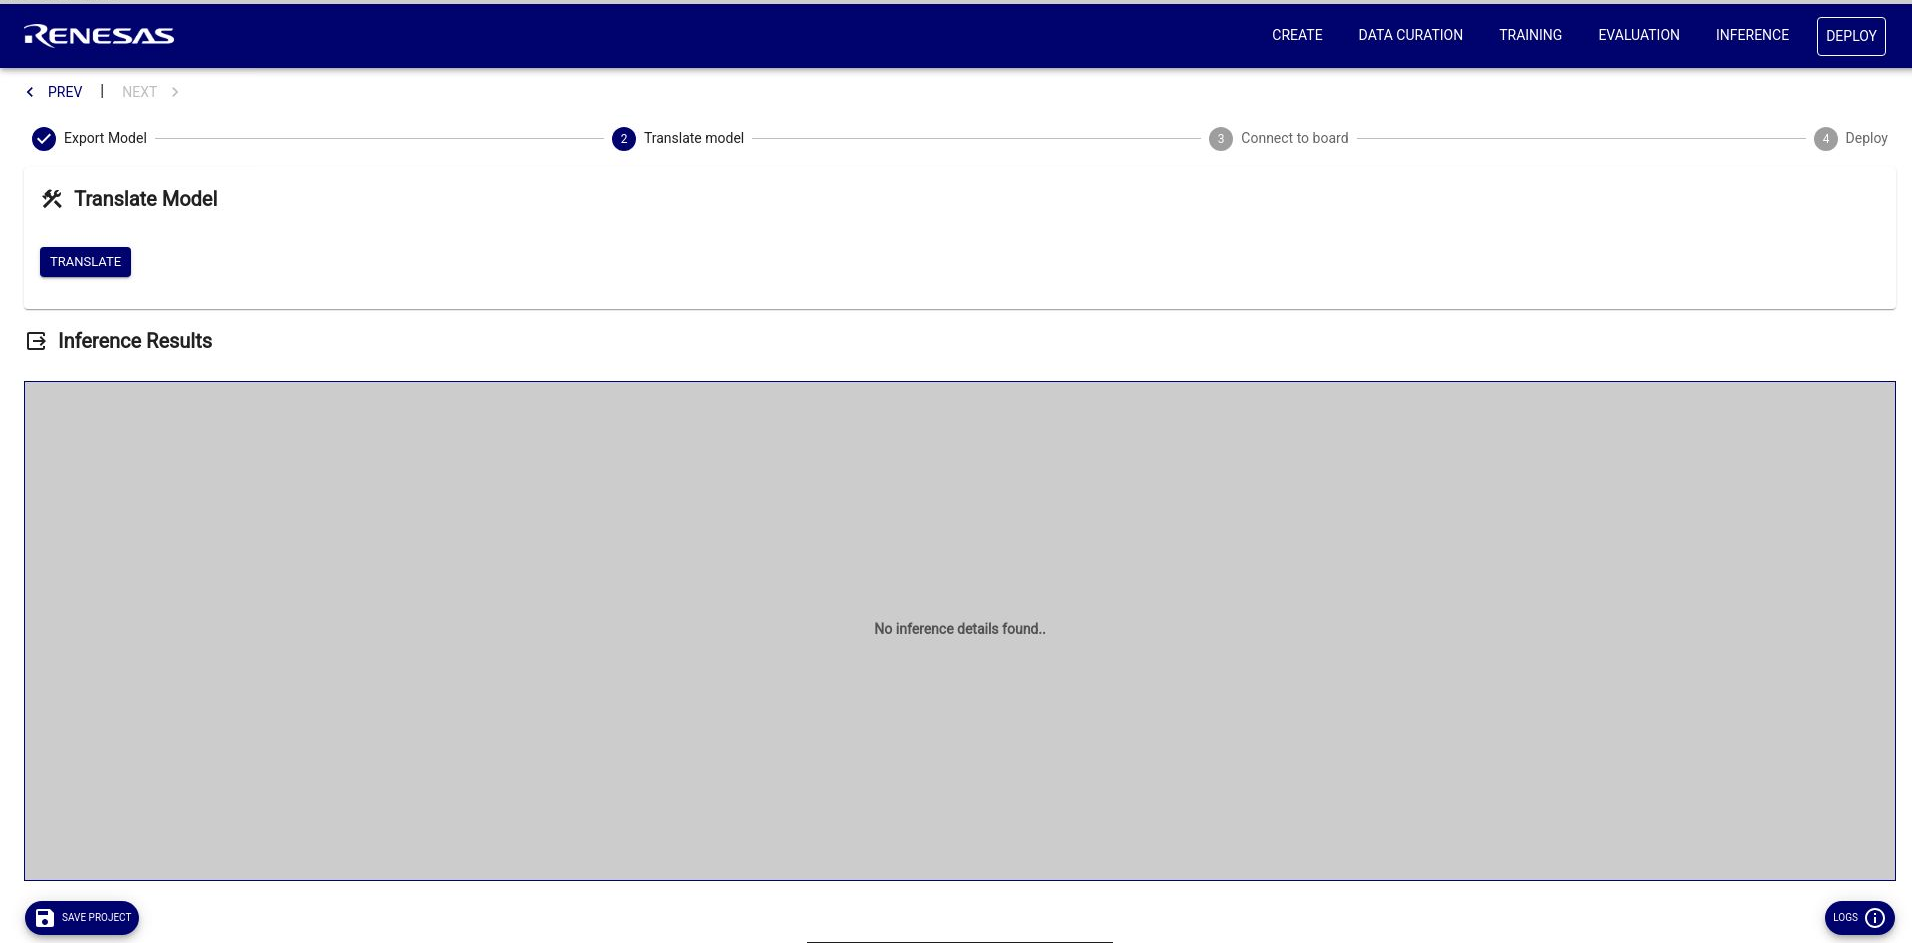 RENESAS
CREATE DATA CURATION TRAINING EVALUATION INFERENCE DEPLOY
PREV | NEXT
Export Model 2 Translate model 3 Connect to board 4 Deploy
Translate Model
TRANSLATE
Inference Results
No inference details found..
SAVE PROJECT LOGS